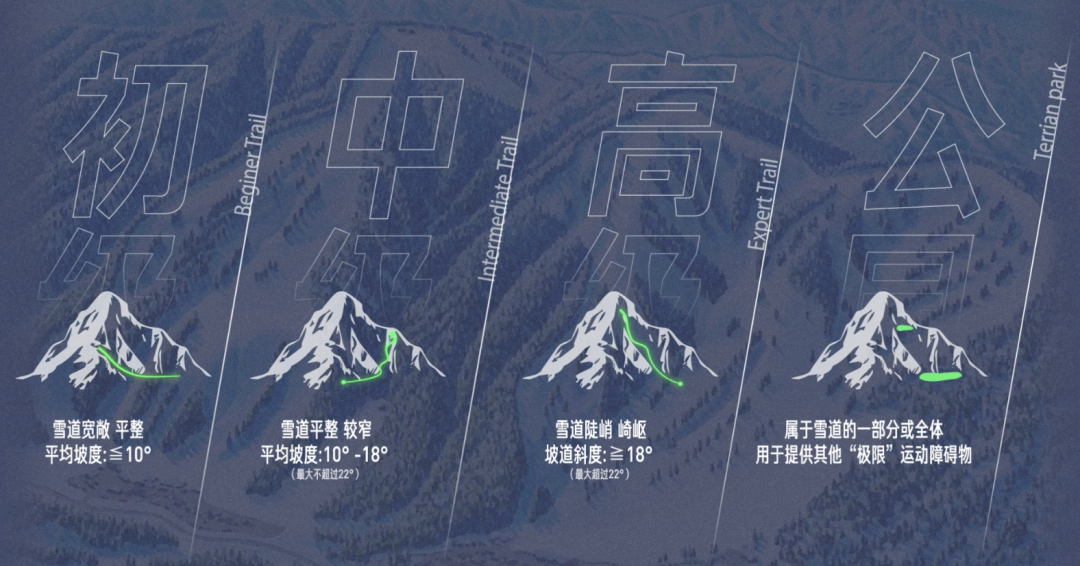 初级
Beginer Trail
雪道宽敞 平整
平均坡度:≦10°
中级
Intermediate Trail
雪道平整 较窄
平均坡度:10° -18°
(最大不超过22°)
高级
Expert Trail
雪道陡峭 崎岖
坡道斜度:≧18°
(最大超过22°)
公
Terrian park
属于雪道的一部分或全体
用于提供其他“极限”运动障碍物